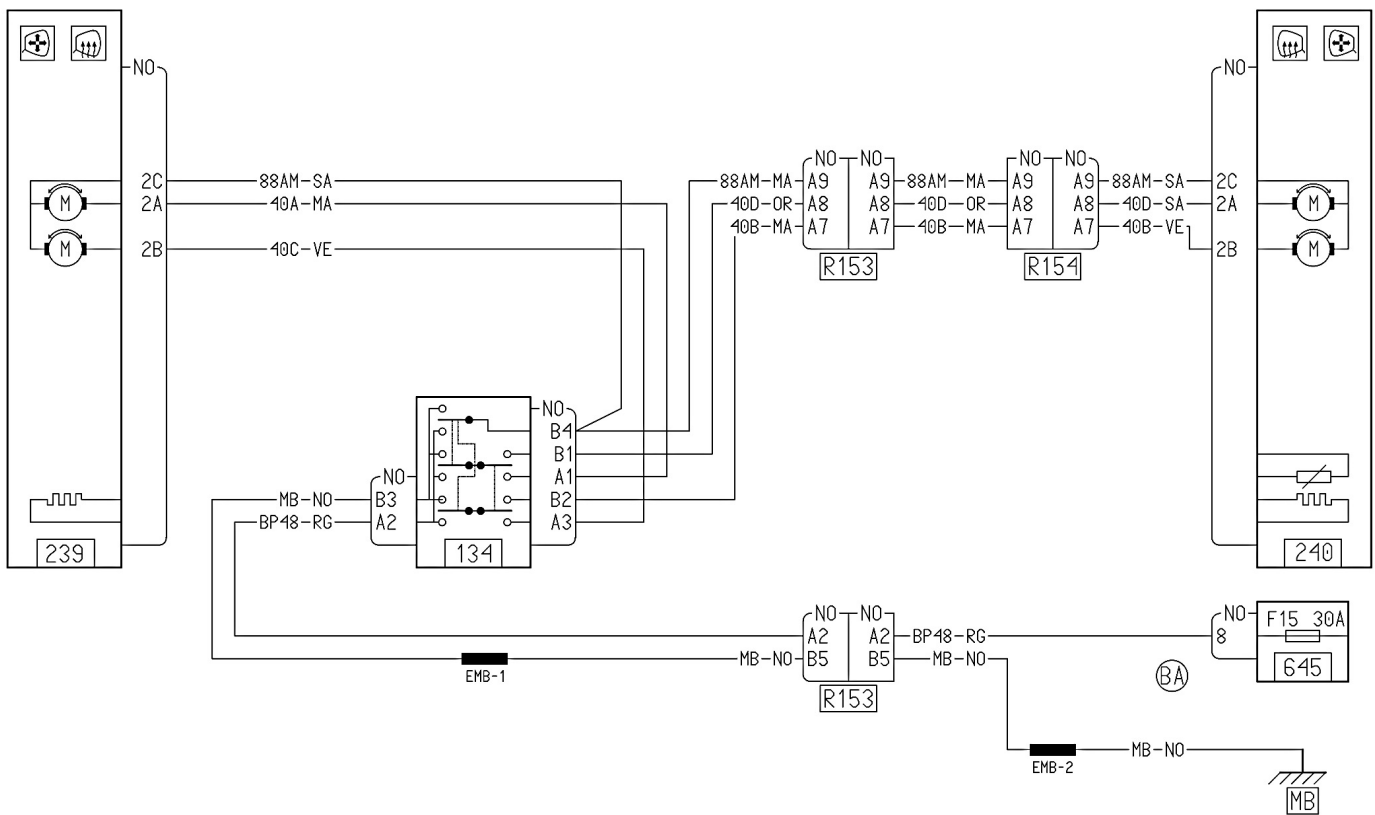 NO NO
NO NO NO NO
2C 88AM-SA 88AM-MA A9 A9 88AM-MA A9 A9 88AM-SA 2C
M 2A 40A-MA 40D-OR A8 A8 40D-OR A8 A8 40D-SA 2A M
40B-MA A7 A7 40B-MA A7 A7 40B-VE
M 2B 40C-VE 2B M
R153 R154
NO
B4
B1
NO A1
MB-NO B3 B2
BP48-RG A2 A3
239 134 240
NO NO NO F15 30A
A2 A2 BP48-RG 8
MB-NO B5 B5 MB-NO 645
EMB-1 BA
R153
MB-NO
EMB-2
MB